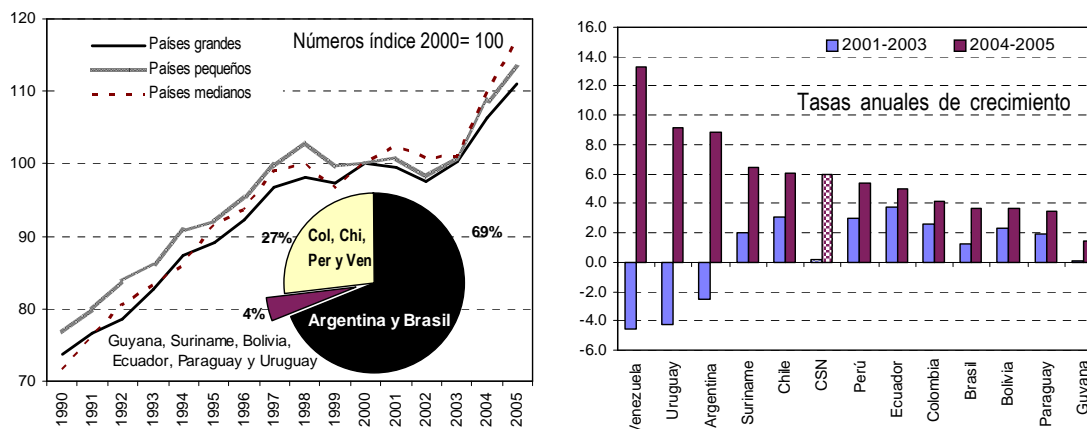 120
110
100
90
80
70
Países grandes
Países pequeños
Países medianos
Números índice 2000= 100
27%
Col, Chi,
Per y Ven
69%
4%
Argentina y Brasil
Guyana, Suriname, Bolivia,
Ecuador, Paraguay y Uruguay
1990
1991
1992
1993
1994
1995
1996
1997
1998
1999
2000
2001
2002
2003
2004
2005
16.0
14.0
12.0
10.0
8.0
6.0
4.0
2.0
0.0
-2.0
-4.0
-6.0
2001-2003
2004-2005
Tasas anuales de crecimiento
Venezuela
Uruguay
Argentina
Suriname
Chile
CSN
Perú
Ecuador
Colombia
Brasil
Bolivia
Paraguay
Guyana